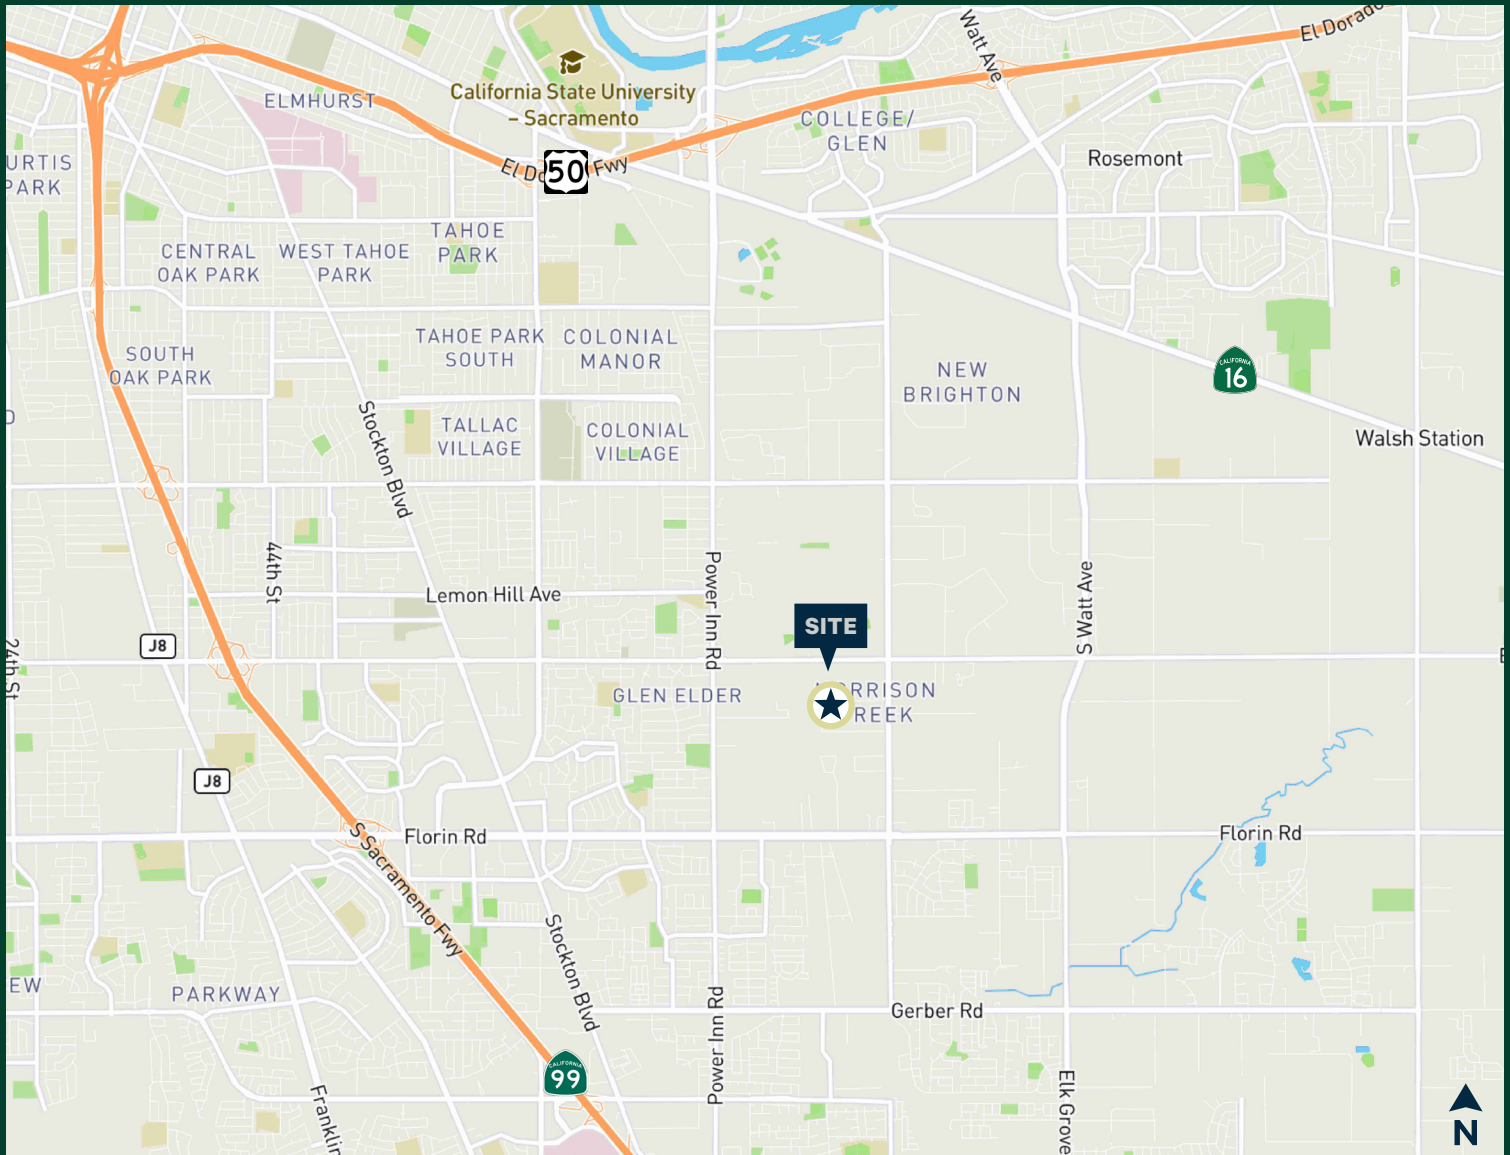 El Dorado
Watt Ave
California State University
– Sacramento
ELMHURST
COLLEGE/
GLEN
Rosemont
URTIS
PARK
El Do
50
Fwy
TAHOE
PARK
CENTRAL
OAK PARK
WEST TAHOE
PARK
TAHOE PARK
SOUTH
COLONIAL
MANOR
SOUTH
OAK PARK
NEW
BRIGHTON
CALIFORNIA
16
Stockton Blvd
TALLAC
VILLAGE
COLONIAL
VILLAGE
Walsh Station
44th St
Lemon Hill Ave
Power Inn Rd
S Watt Ave
SITE
J8
24th St
GLEN ELDER
ORRISON
REEK
J8
S Sacramento Fwy
Florin Rd
Florin Rd
Stockton Blvd
EW
PARKWAY
Power Inn Rd
Gerber Rd
CALIFORNIA
99
Franklin
Elk Grove
N